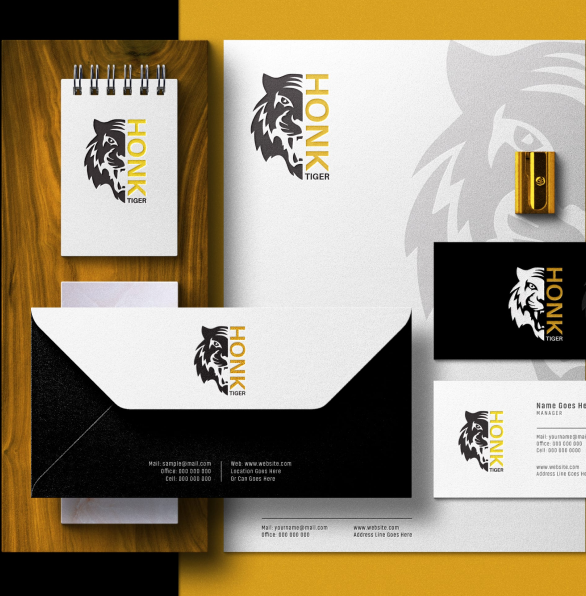 HONK
TIGER
HONK
TIGER
HONK
TIGER
HONK
TIGER
Name Goes He
MANAGER
Mail: yourname@mai
Office: 000 000 000
Cell: 000 000 0000
www.website.com
Address Line Goes He
HONK
TIGER
Mail: sample@mail.com
Office: 000 000 000
Cell: 000 000 000
Web: www.website.com
Location Goes Here
Or Can Goes Here
Mail: yourname@mail.com
Office: 000 000 000
www.website.com
Address Line Goes Here